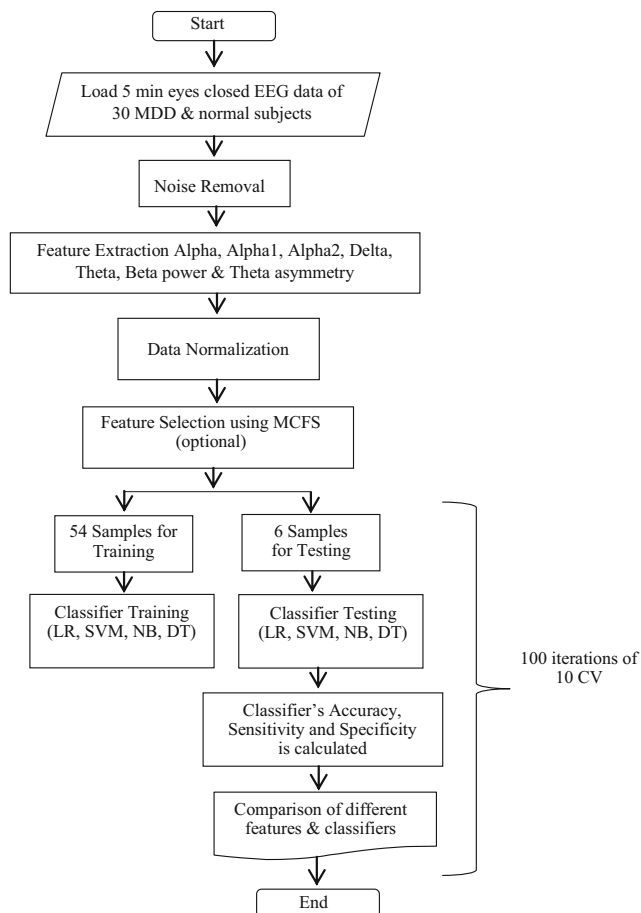 Start
Load 5 min eyes closed EEG data of
30 MDD & normal subjects
Noise Removal
Feature Extraction Alpha, Alpha1, Alpha2, Delta,
Theta, Beta power & Theta asymmetry
Data Normalization
Feature Selection using MCFS
(optional)
54 Samples for
Training
6 Samples
for Testing
Classifier Training
(LR, SVM, NB, DT)
Classifier Testing
(LR, SVM, NB, DT)
100 iterations of
10 CV
Classifier's Accuracy,
Sensitivity and Specificity
is calculated
Comparison of different
features & classifiers
End